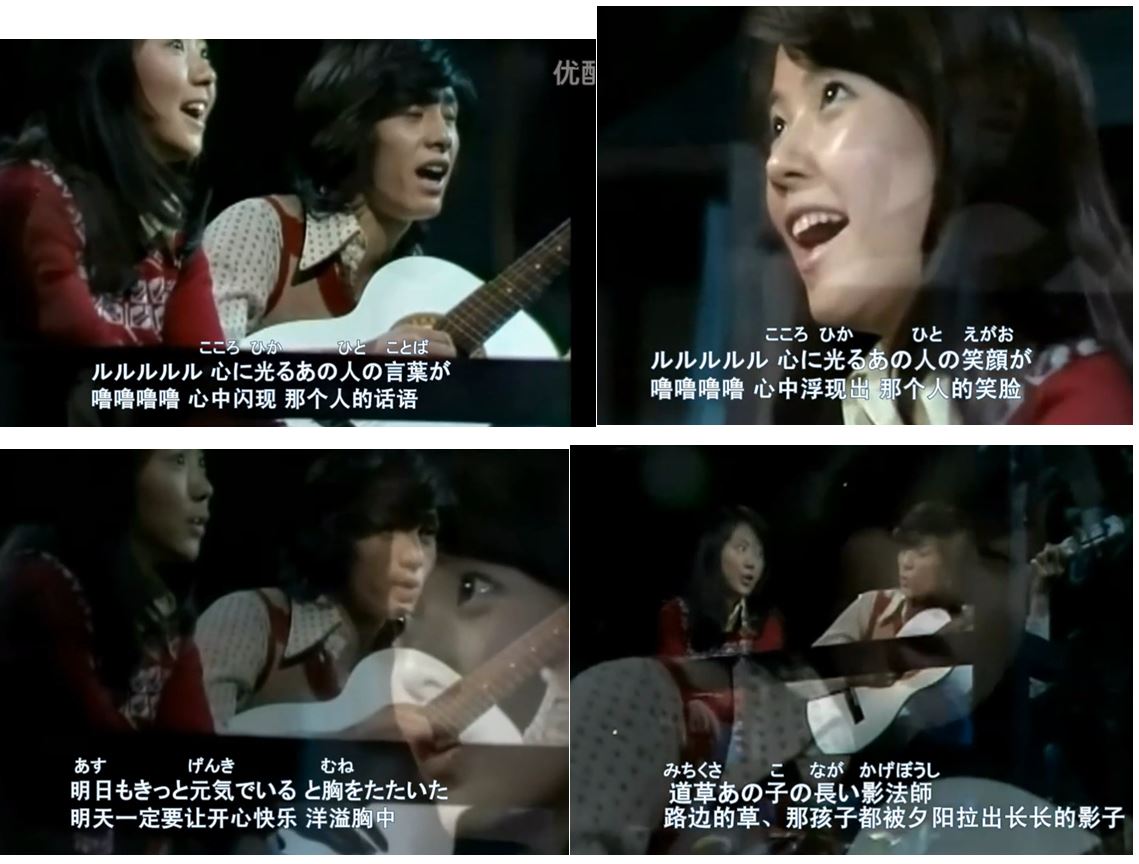 优酷
こころ ひか ひと ことば
ルルルルル 心に光るあの人の言葉が
噜噜噜噜 心中闪现 那个人的话语
こころ ひか ひと えがお
ルルルルル 心に光るあの人の笑顔が
噜噜噜噜 心中浮现出 那个人的笑脸
あす げんき むね
明日もきっと元気でいる と胸をたたいた
明天一定要让开心快乐 洋溢胸中
みちくさ こ なが かげぼうし
道草あの子の長い影法師
路边的草、那孩子都被夕阳拉出长长的影子